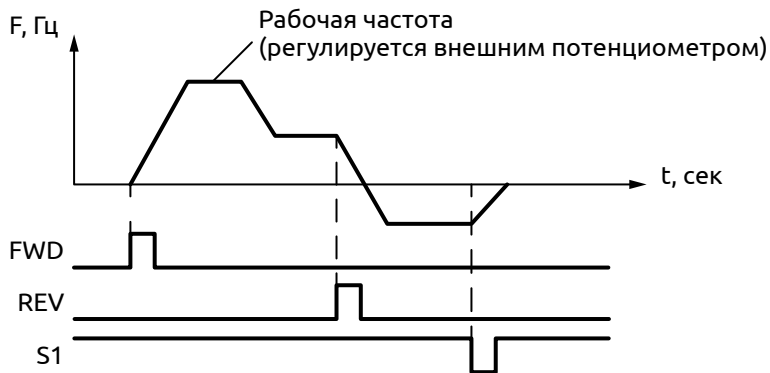 F, Гц
Рабочая частота
(регулируется внешним потенциометром)
t, сек
FWD
REV
S1